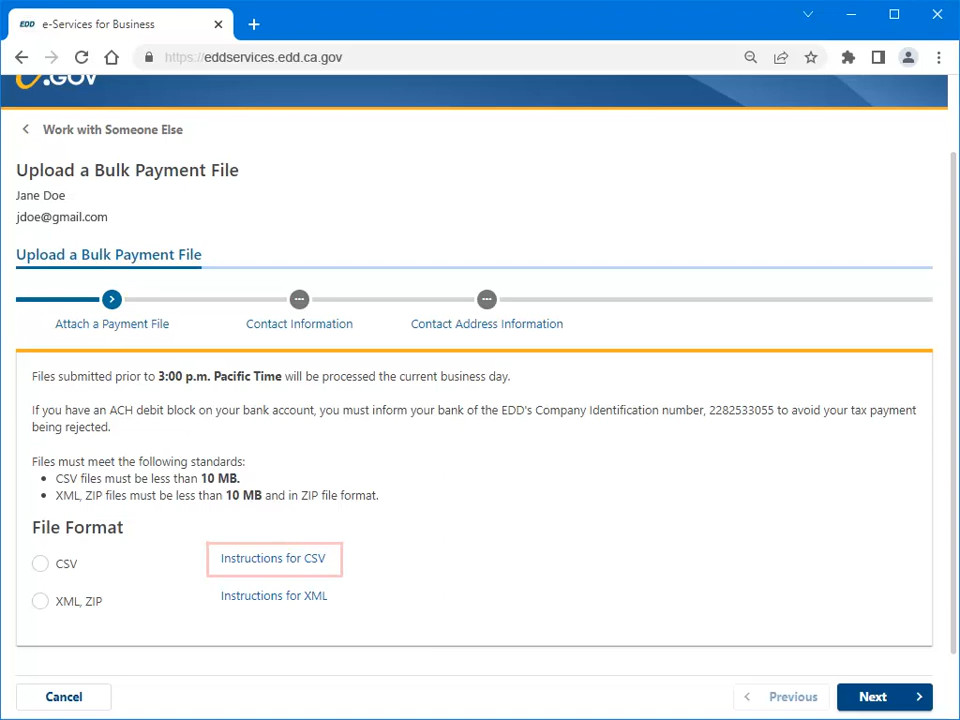 EDD e-Services for Business
https://eddservices.edd.ca.gov
.GOV
Work with Someone Else
Upload a Bulk Payment File
Jane Doe
jdoe@gmail.com
Upload a Bulk Payment File
Attach a Payment File Contact Information Contact Address Information
Files submitted prior to 3:00 p.m. Pacific Time will be processed the current business day.
If you have an ACH debit block on your bank account, you must inform your bank of the EDD's Company Identification number, 2282533055 to avoid your tax payment
being rejected.
Files must meet the following standards:
• CSV files must be less than 10 MB.
• XML, ZIP files must be less than 10 MB and in ZIP file format.
File Format
CSV Instructions for CSV
XML, ZIP Instructions for XML
Cancel Previous Next